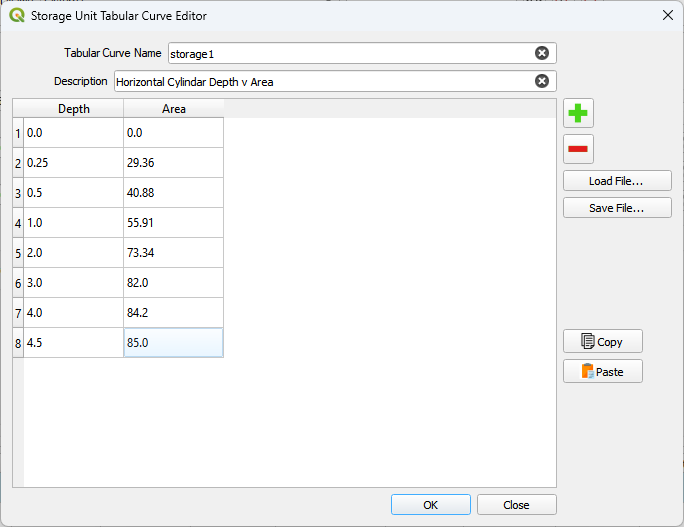 Storage Unit Tabular Curve Editor
Tabular Curve Name storage1
Description Horizontal Cylindar Depth v Area
Depth Area
1 0.0 0.0
2 0.25 29.36
3 0.5 40.88
4 1.0 55.91
5 2.0 73.34
6 3.0 82.0
7 4.0 84.2
8 4.5 85.0
Load File...
Save File...
Copy
Paste
OK Close